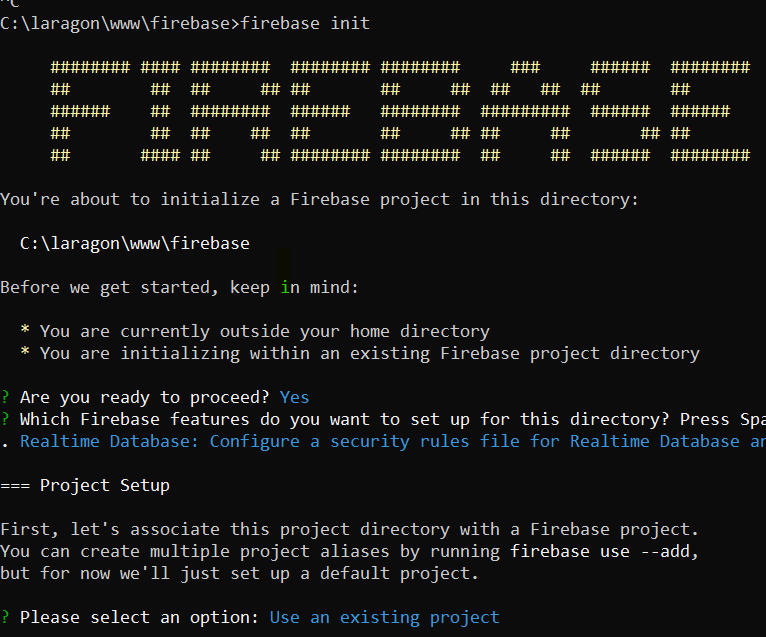 ^C
C:\laragon\www\firebase>firebase init
######## #### ########  ######## ########     ###     ######  ########
##        ##  ##     ## ##       ##     ##  ##   ##  ##       ##
######    ##  ########  ######   ########  #########  ######  ######
##        ##  ##    ##  ##       ##     ## ##     ##       ## ##
##       #### ##     ## ######## ########  ##     ##  ######  ########
You're about to initialize a Firebase project in this directory:
C:\laragon\www\firebase
Before we get started, keep in mind:
* You are currently outside your home directory
* You are initializing within an existing Firebase project directory
? Are you ready to proceed? Yes
? Which Firebase features do you want to set up for this directory? Press Spa
. Realtime Database: Configure a security rules file for Realtime Database an
=== Project Setup
First, let's associate this project directory with a Firebase project.
You can create multiple project aliases by running firebase use --add,
but for now we'll just set up a default project.
? Please select an option: Use an existing project